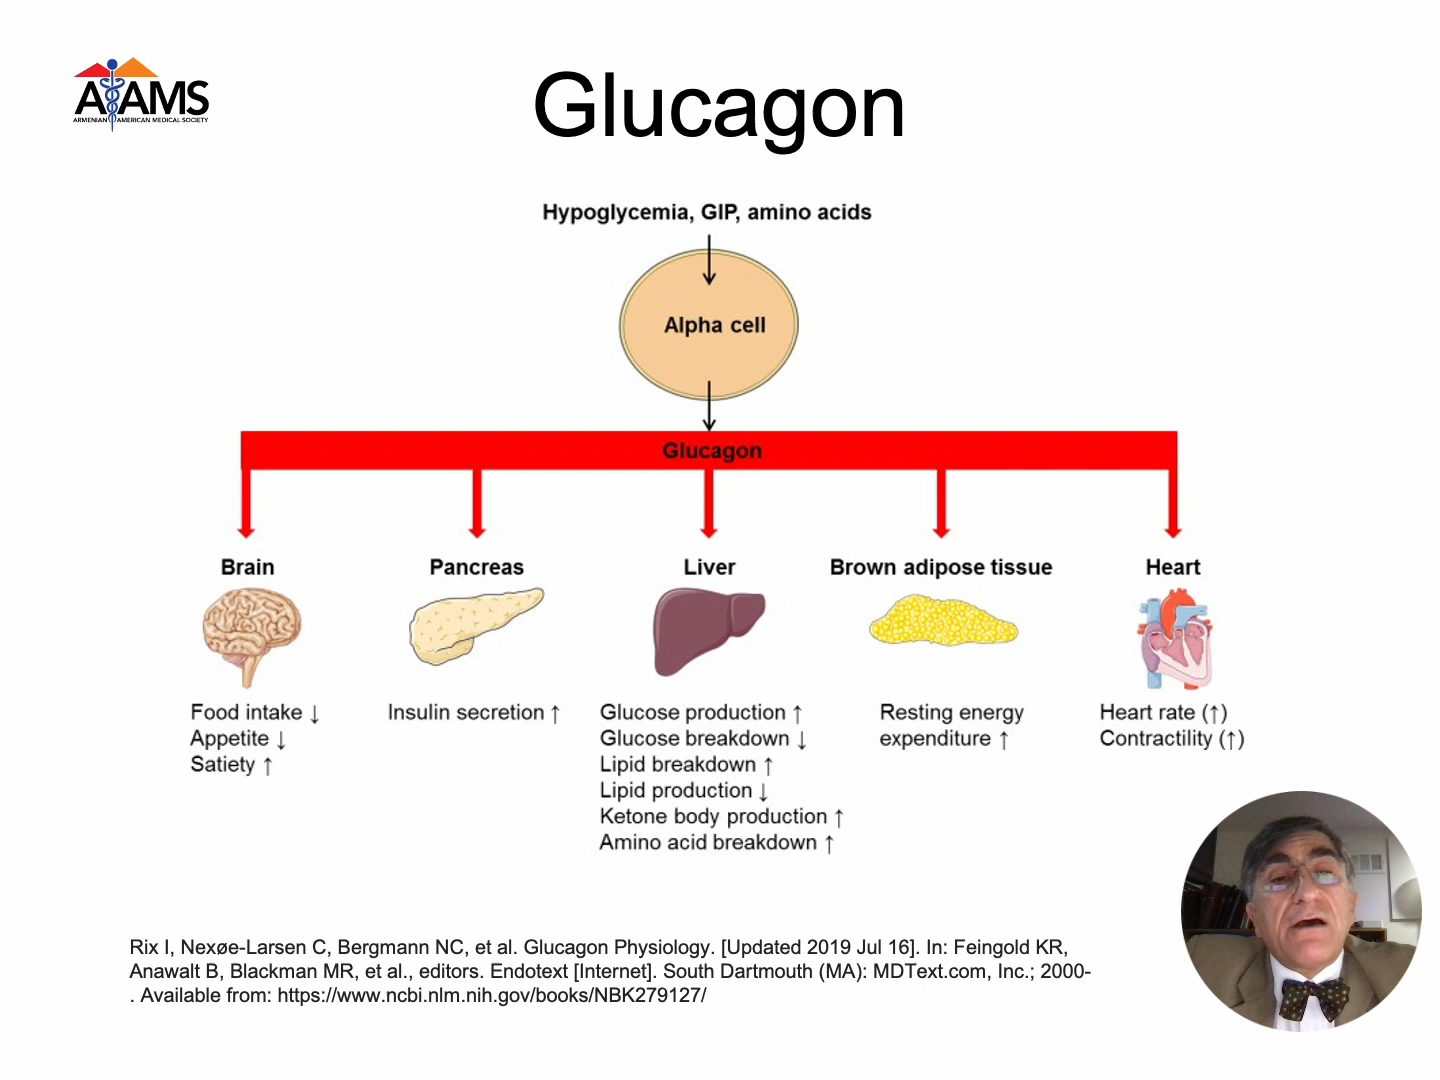 AAMS
ARMENIAN AMERICAN MEDICAL SOCIETY
Glucagon
Hypoglycemia, GIP, amino acids
Alpha cell
Glucagon
Brain
Food intake ↓
Appetite ↓
Satiety ↑
Pancreas
Insulin secretion ↑
Liver
Glucose production ↑
Glucose breakdown ↓
Lipid breakdown ↑
Lipid production ↓
Ketone body production ↑
Amino acid breakdown ↑
Brown adipose tissue
Resting energy
expenditure ↑
Heart
Heart rate (↑)
Contractility (↑)
Rix I, Nexøe-Larsen C, Bergmann NC, et al. Glucagon Physiology. [Updated 2019 Jul 16]. In: Feingold KR,
Anawalt B, Blackman MR, et al., editors. Endotext [Internet]. South Dartmouth (MA): MDText.com, Inc.; 2000-
. Available from: https://www.ncbi.nlm.nih.gov/books/NBK279127/